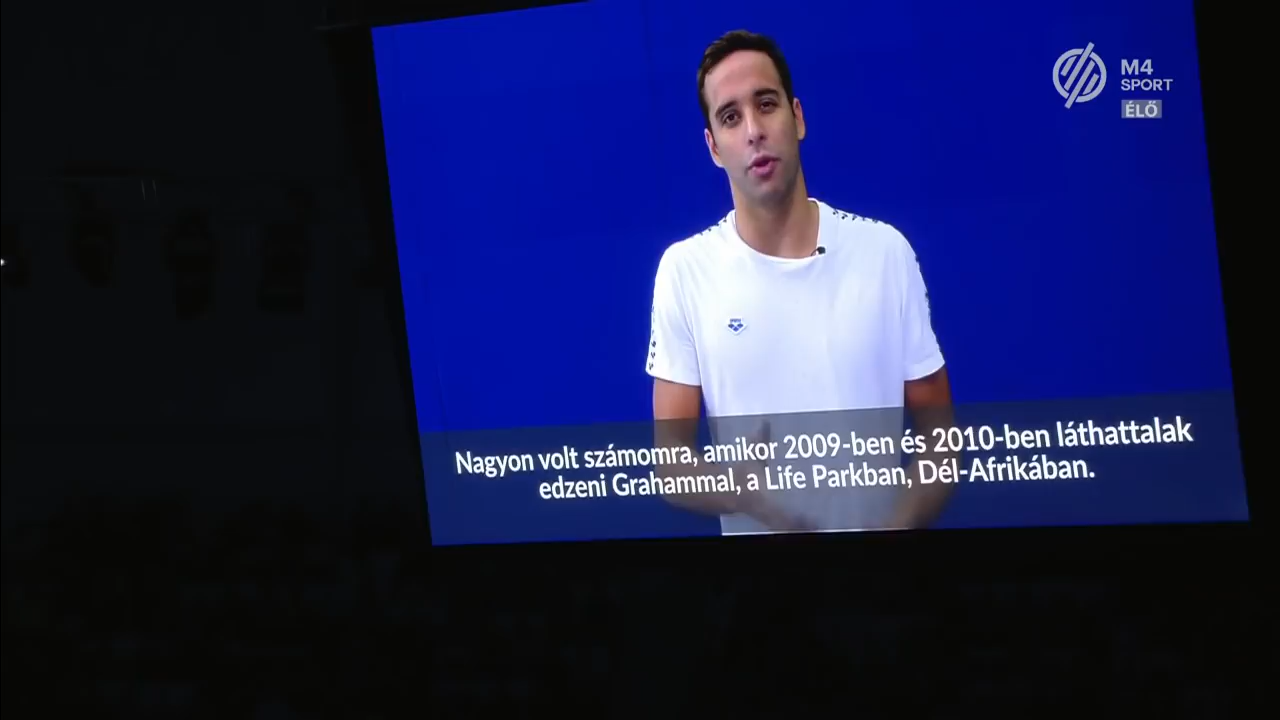 M4
SPORT
ÉLŐ
Nagyon volt számomra, amikor 2009-ben és 2010-ben láthattalak
edzeni Grahammal, a Life Parkban, Dél-Afrikában.